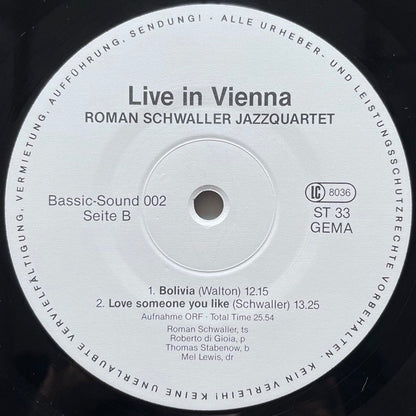 ALLE URHEBER- UND LEISTUNGSSCHUTZRECHTE VORBEHALTEN. KEIN VERLEIH! KEINE UNERLAUBTE VERVIELFÄLTIGUNG, VERMIETUNG, AUFFÜHRUNG, SENDUNG! ·
Live in Vienna
ROMAN SCHWALLER JAZZQUARTET
Bassic-Sound 002
Seite B
LC 8036
ST 33
GEMA
1. Bolivia (Walton) 12.15
2. Love someone you like (Schwaller) 13.25
Aufnahme ORF · Total Time 25.54
Roman Schwaller, ts
Roberto di Gioia, p
Thomas Stabenow, b
Mel Lewis, dr